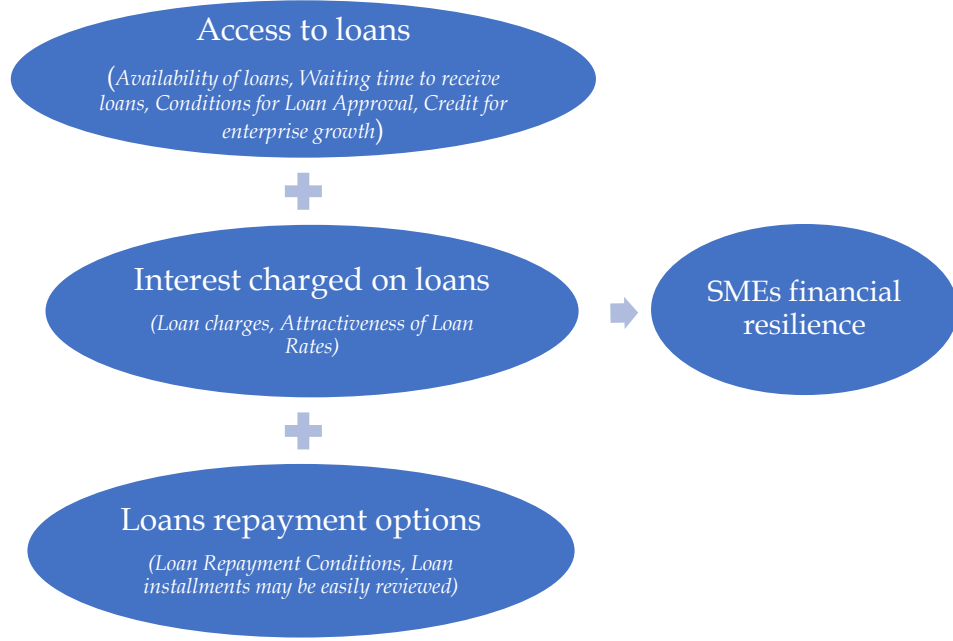 Access to loans
(Availability of loans, Waiting time to receive
loans, Conditions for Loan Approval, Credit for
enterprise growth)
Interest charged on loans
(Loan charges, Attractiveness of Loan
Rates)
SMEs financial
resilience
Loans repayment options
(Loan Repayment Conditions, Loan
installments may be easily reviewed)